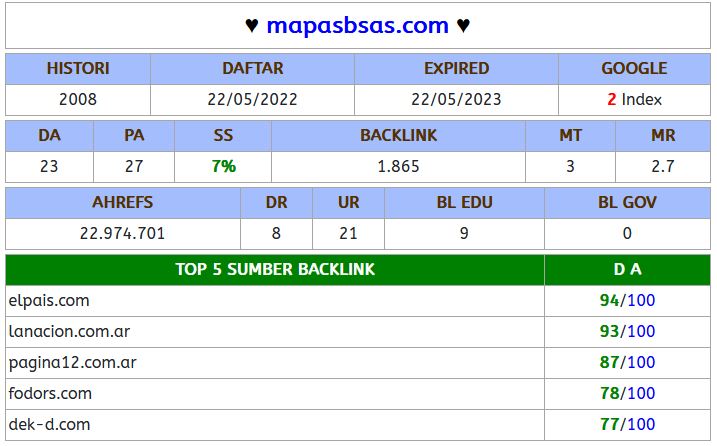 ♥ mapasbsas.com ♥
HISTORI DAFTAR EXPIRED GOOGLE
2008 22/05/2022 22/05/2023 2 Index
DA PA SS BACKLINK MT MR
23 27 7% 1.865 3 2.7
AHREFS DR UR BL EDU BL GOV
22.974.701 8 21 9 0
TOP 5 SUMBER BACKLINK D A
elpais.com 94/100
lanacion.com.ar 93/100
pagina12.com.ar 87/100
fodors.com 78/100
dek-d.com 77/100